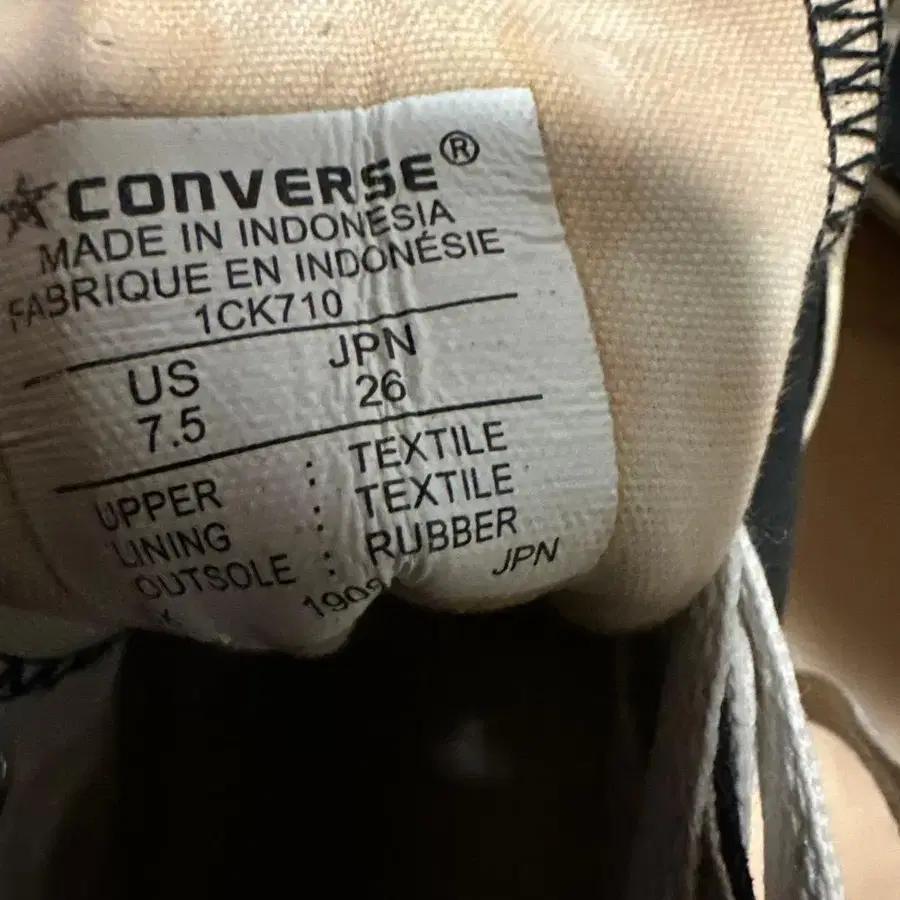 CONVERSE®
MADE IN INDONESIA
FABRIQUE EN INDONÉSIE
1CK710
US JPN
7.5 26
UPPER : TEXTILE
LINING : TEXTILE
OUTSOLE : RUBBER
JPN